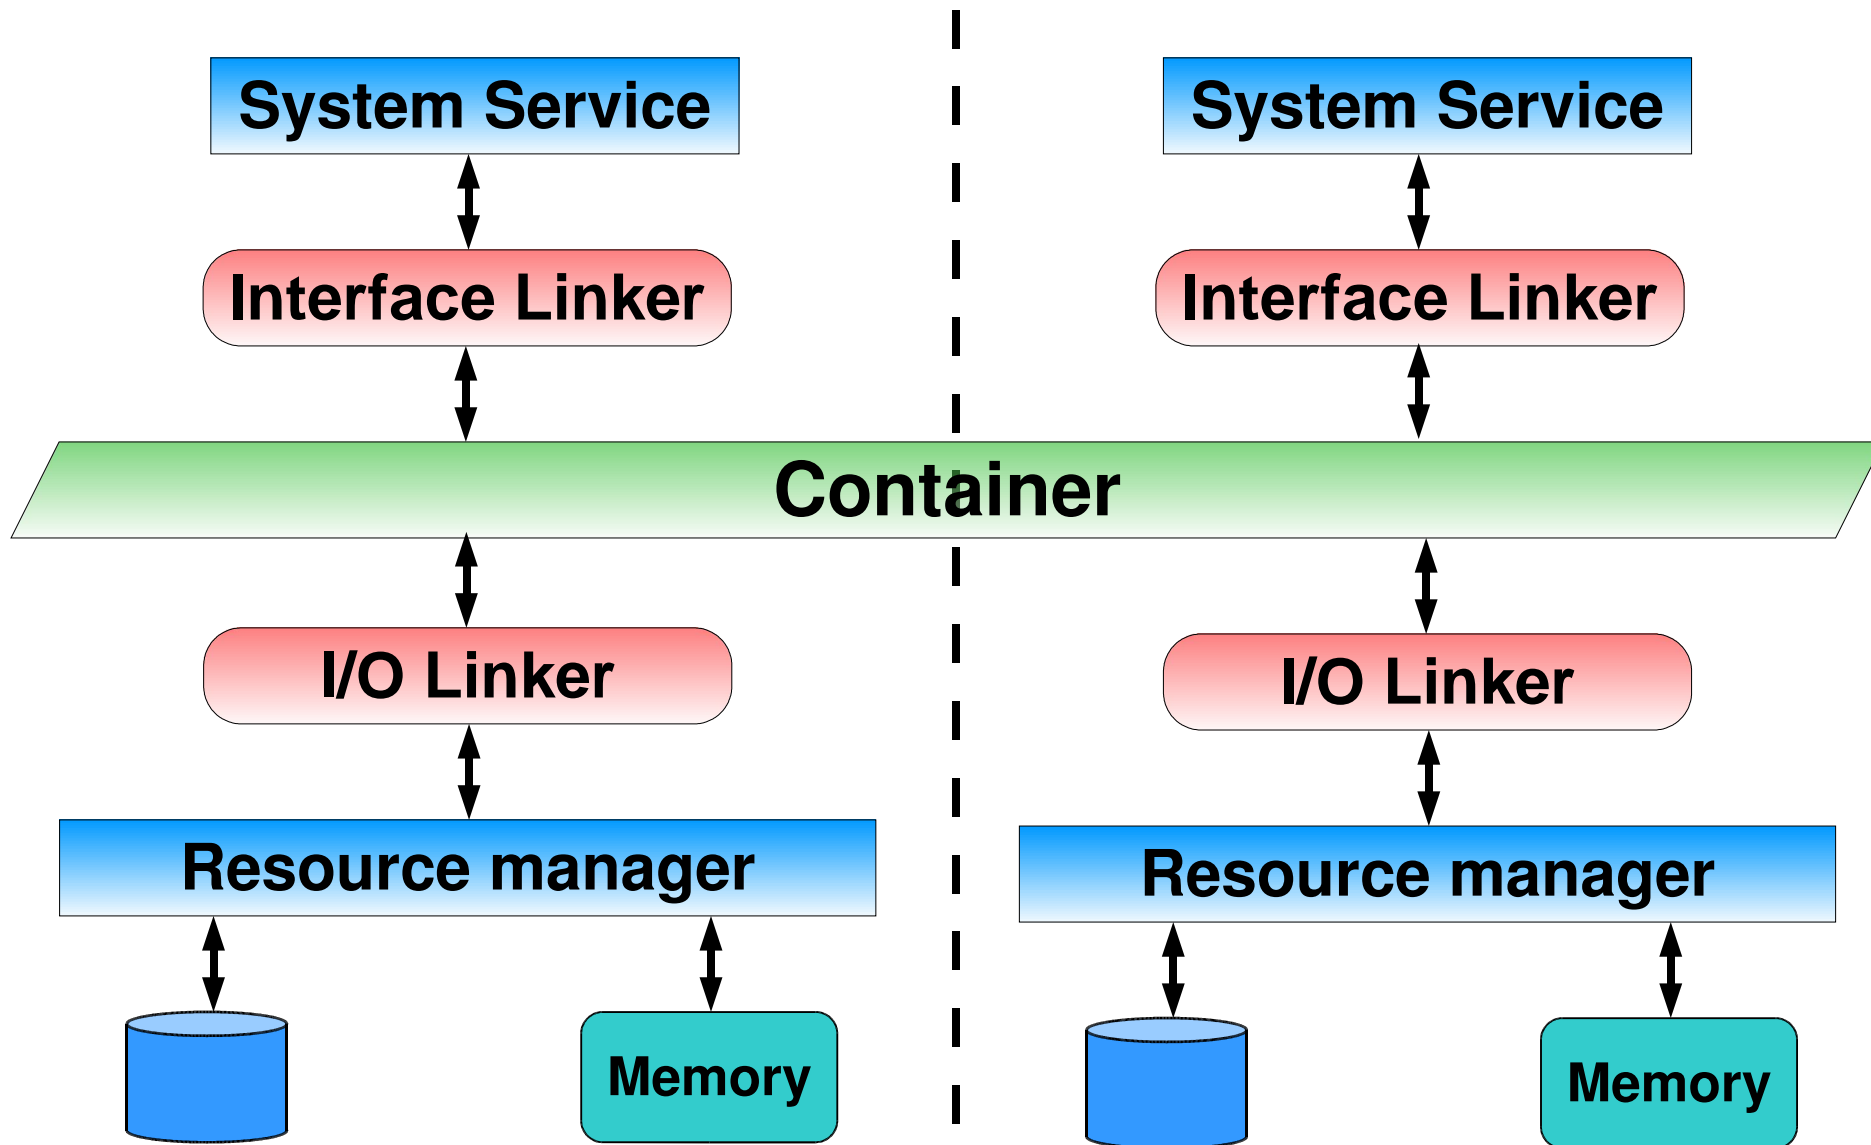 System Service
System Service
Interface Linker
Interface Linker
Container
I/O Linker
I/O Linker
Resource manager
Resource manager
Memory
Memory